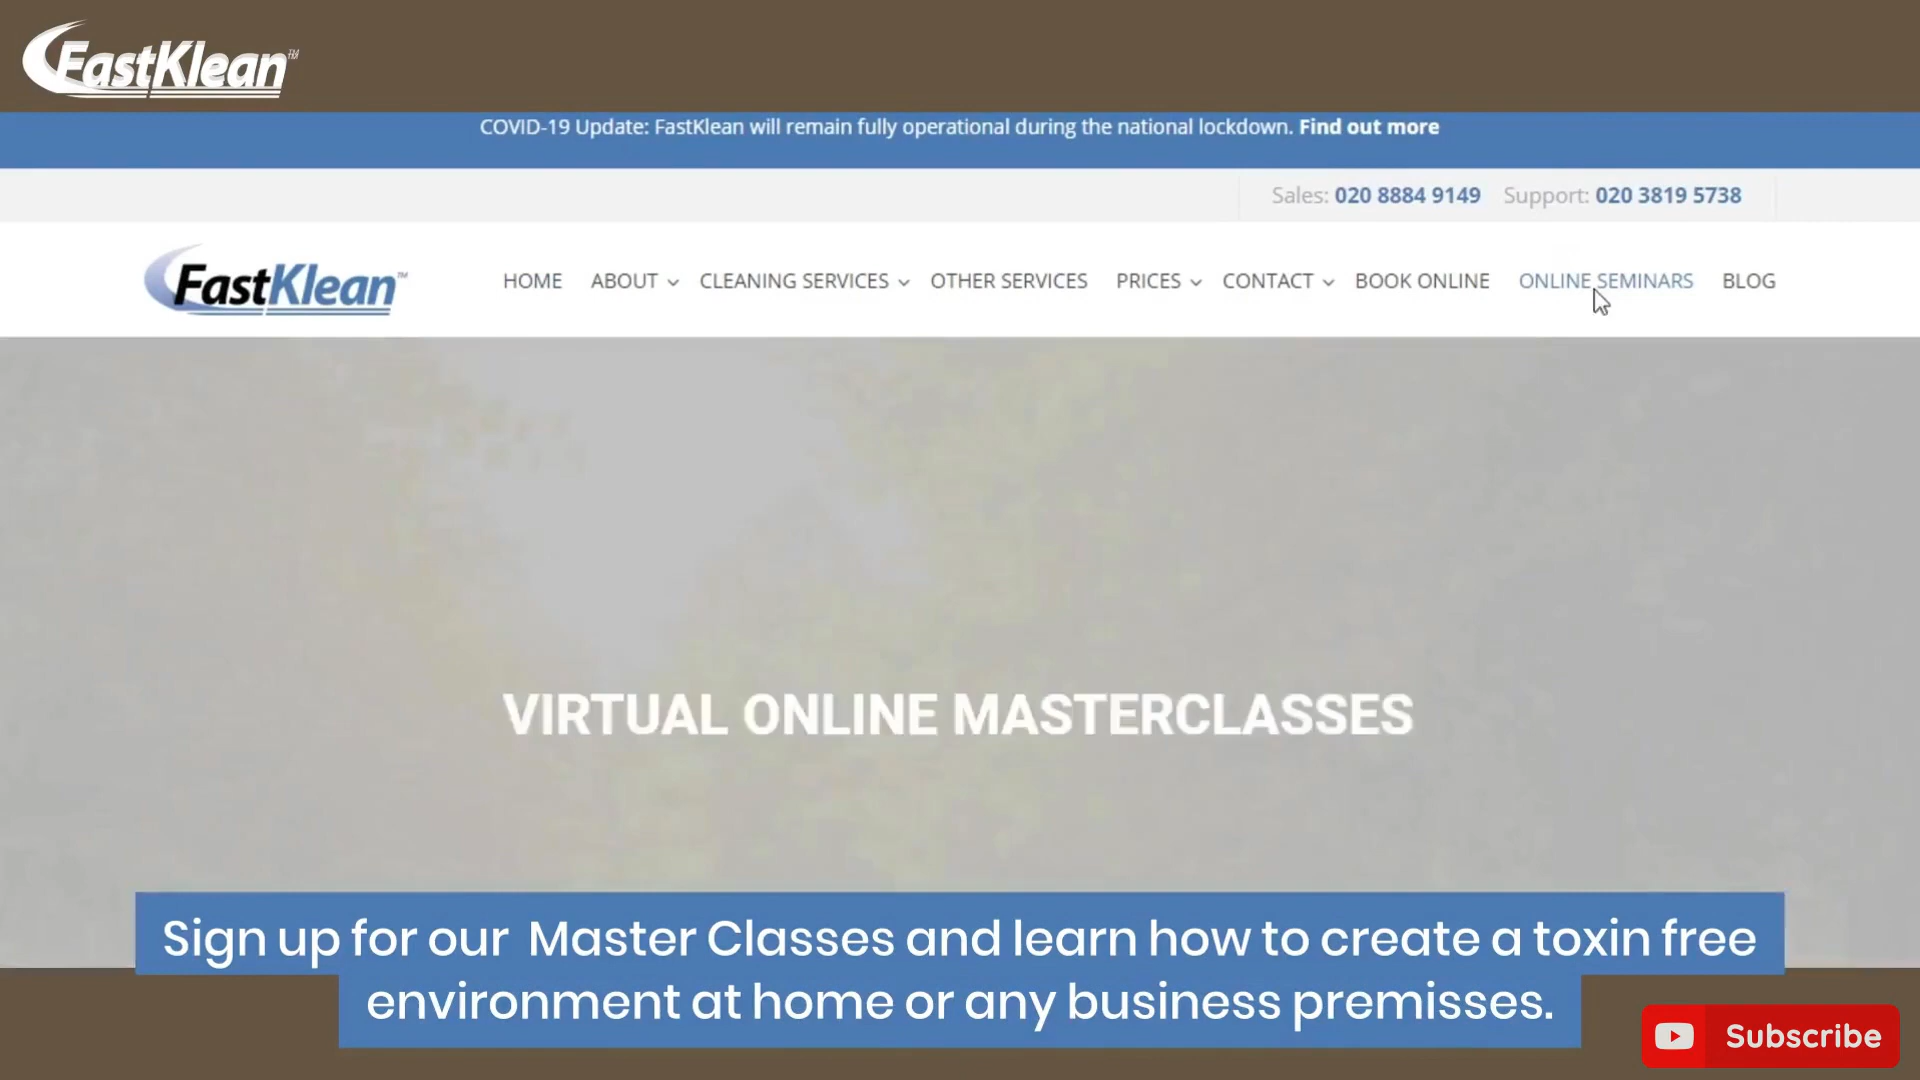 FastKlean™
COVID-19 Update: FastKlean will remain fully operational during the national lockdown. Find out more
Sales: 020 8884 9149 Support: 020 3819 5738
FastKlean™
HOME ABOUT CLEANING SERVICES OTHER SERVICES PRICES CONTACT BOOK ONLINE ONLINE SEMINARS BLOG
VIRTUAL ONLINE MASTERCLASSES
Sign up for our Master Classes and learn how to create a toxin free
environment at home or any business premisses.
Subscribe